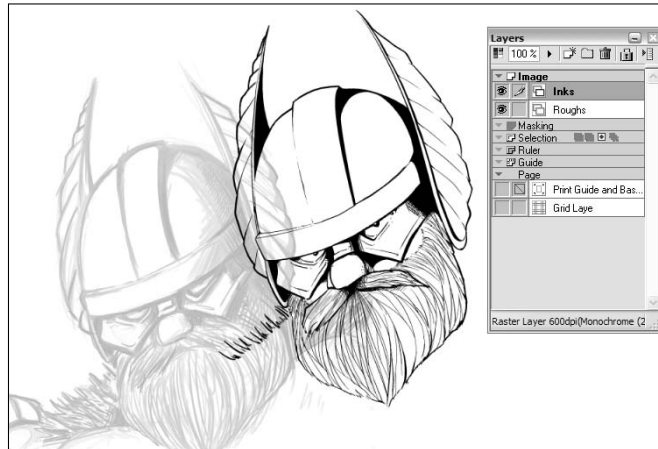 Layers
100 %
Image
Inks
Roughs
Masking
Selection
Ruler
Guide
Page
Print Guide and Bas...
Grid Laye
Raster Layer 600dpi(Monochrome (2